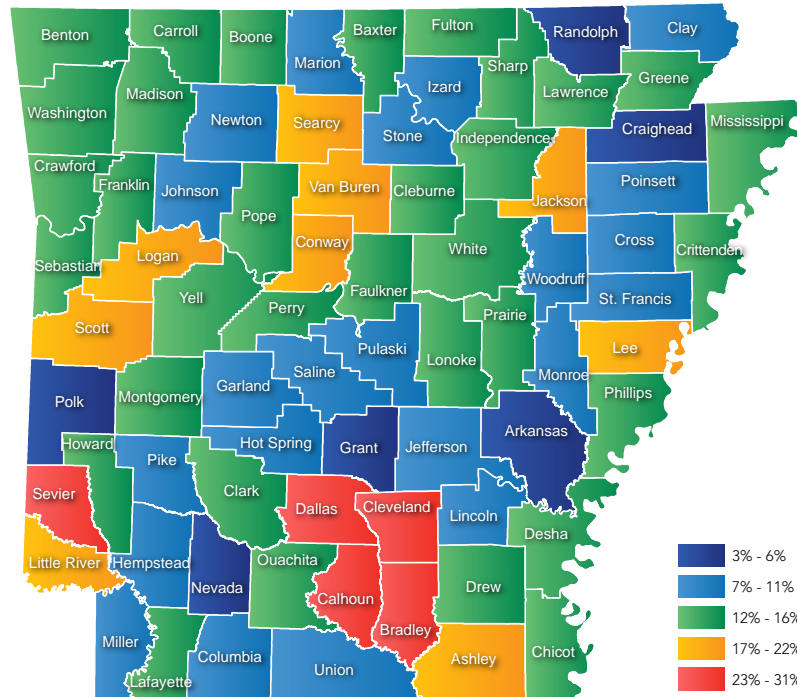 Benton
Carroll
Boone
Marion
Baxter
Fulton
Randolph
Clay
Sharp
Izard
Greene
Lawrence
Madison
Washington
Newton
Searcy
Stone
Independence
Craighead
Mississippi
Crawford
Franklin
Johnson
Van Buren
Cleburne
Jackson
Poinsett
Pope
Conway
White
Cross
Crittenden
Logan
Sebastian
Woodruff
Faulkner
Yell
St. Francis
Perry
Prairie
Scott
Pulaski
Lee
Lonoke
Saline
Monroe
Garland
Phillips
Montgomery
Polk
Arkansas
Howard
Hot Spring
Grant
Jefferson
Pike
Clark
Sevier
Dallas
Cleveland
Lincoln
Desha
Little River
Hempstead
Ouachita
Nevada
Drew
Calhoun
Bradley
Miller
Columbia
Ashley
Chicot
Union
Lafayette
3% - 6%
7% - 11%
12% - 16%
17% - 22%
23% - 31%